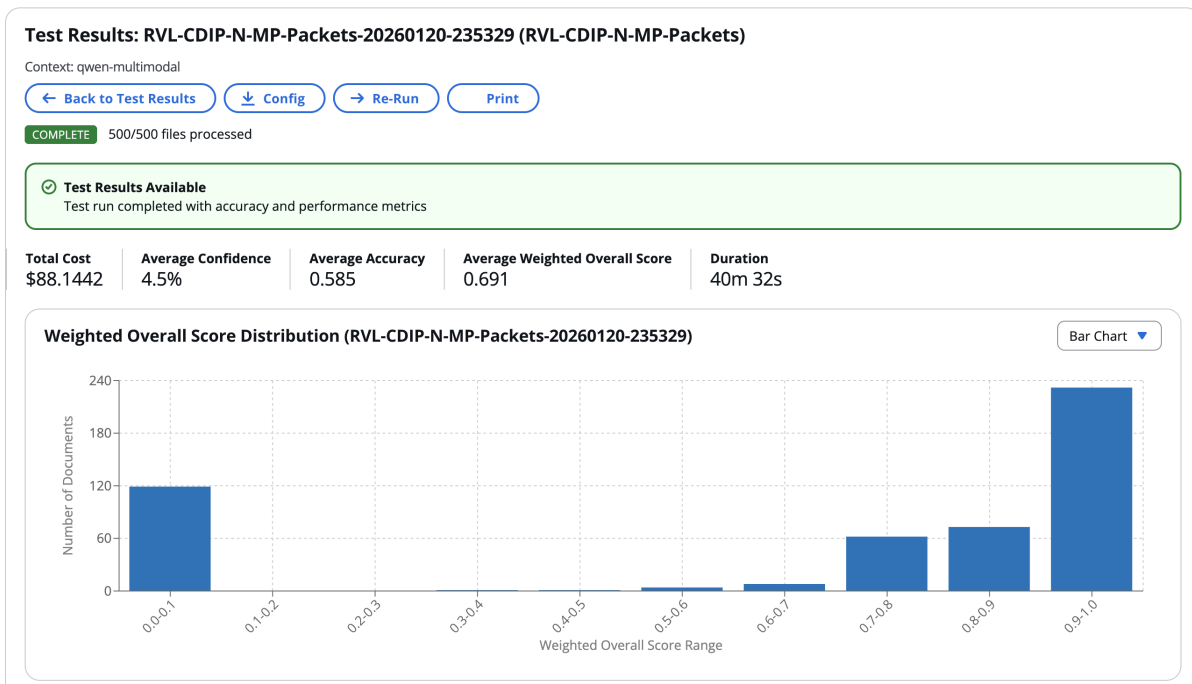 Test Results: RVL-CDIP-N-MP-Packets-20260120-235329 (RVL-CDIP-N-MP-Packets)
Context: qwen-multimodal
Back to Test Results
Config
Re-Run
Print
COMPLETE 500/500 files processed
Test Results Available
Test run completed with accuracy and performance metrics
Total Cost
$88.1442
Average Confidence
4.5%
Average Accuracy
0.585
Average Weighted Overall Score
0.691
Duration
40m 32s
Weighted Overall Score Distribution (RVL-CDIP-N-MP-Packets-20260120-235329)
Bar Chart
Number of Documents
240
180
120
60
0
0.0-0.1
0.1-0.2
0.2-0.3
0.3-0.4
0.4-0.5
0.5-0.6
0.6-0.7
0.7-0.8
0.8-0.9
0.9-1.0
Weighted Overall Score Range